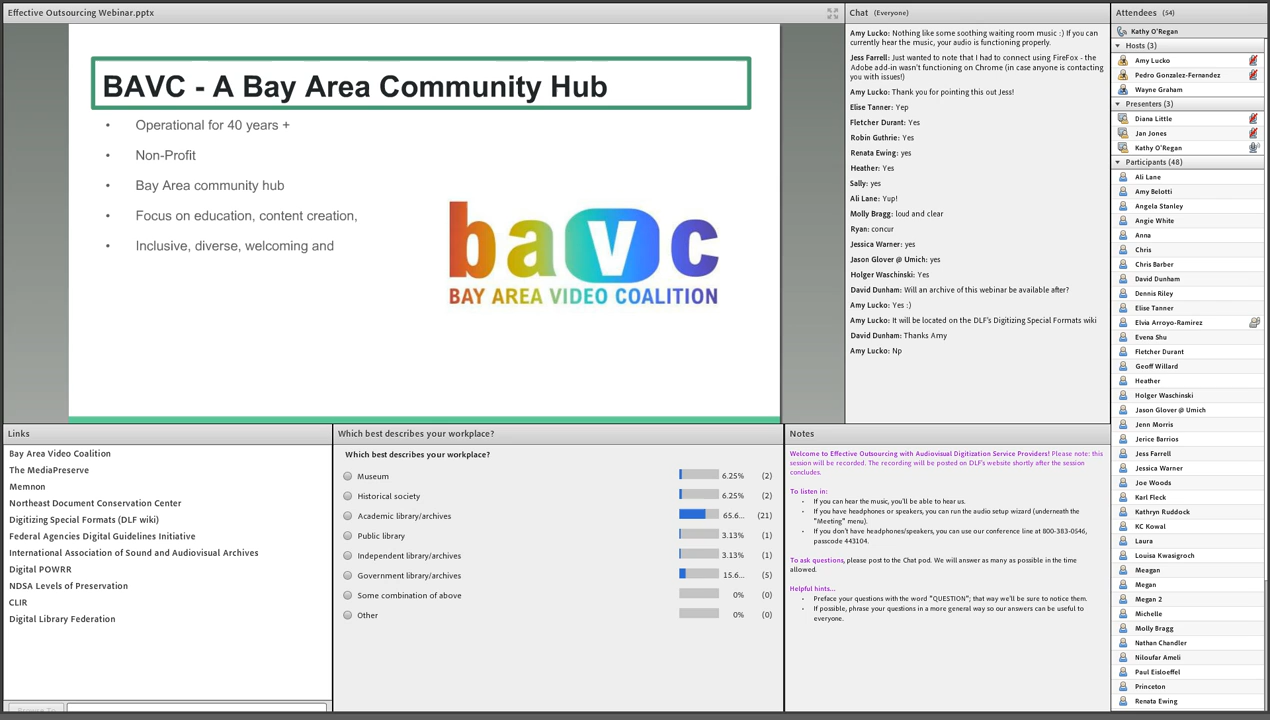 Effective Outsourcing Webinar.pptx
BAVC - A Bay Area Community Hub
• Operational for 40 years +
• Non-Profit
• Bay Area community hub
• Focus on education, content creation,
• Inclusive, diverse, welcoming and
bavc
BAY AREA VIDEO COALITION
Chat (Everyone)
Amy Lucko: Nothing like some soothing waiting room music :) If you can
currently hear the music, your audio is functioning properly.
Jess Farrell: Just wanted to note that I had to connect using FireFox - the
Adobe add-in wasn't functioning on Chrome (in case anyone is contacting
you with issues!)
Amy Lucko: Thank you for pointing this out Jess!
Elise Tanner: Yep
Fletcher Durant: Yes
Robin Guthrie: Yes
Renata Ewing: yes
Heather: Yes
Sally: yes
Ali Lane: Yup!
Molly Bragg: loud and clear
Ryan: concur
Jessica Warner: yes
Jason Glover @ Umich: yes
Holger Waschinski: Yes
David Dunham: Will an archive of this webinar be available after?
Amy Lucko: Yes :)
Amy Lucko: It will be located on the DLF's Digitizing Special Formats wiki
David Dunham: Thanks Amy
Amy Lucko: Np
Attendees (54)
Kathy O'Regan
Hosts (3)
Amy Lucko
Pedro Gonzalez-Fernandez
Wayne Graham
Presenters (3)
Diana Little
Jan Jones
Kathy O'Regan
Participants (48)
Ali Lane
Amy Belotti
Angela Stanley
Angie White
Anna
Chris
Chris Barber
David Dunham
Dennis Riley
Elise Tanner
Elvia Arroyo-Ramirez
Evena Shu
Fletcher Durant
Geoff Willard
Heather
Holger Waschinski
Jason Glover @ Umich
Jenn Morris
Jerice Barrios
Jess Farrell
Jessica Warner
Joe Woods
Karl Fleck
Kathryn Ruddock
KC Kowal
Laura
Louisa Kwasigroch
Meagan
Megan
Megan 2
Michelle
Molly Bragg
Nathan Chandler
Niloufar Ameli
Paul Eisloeffel
Princeton
Renata Ewing
Links
Bay Area Video Coalition
The MediaPreserve
Memnon
Northeast Document Conservation Center
Digitizing Special Formats (DLF wiki)
Federal Agencies Digital Guidelines Initiative
International Association of Sound and Audiovisual Archives
Digital POWRR
NDSA Levels of Preservation
CLIR
Digital Library Federation
Browse To
Which best describes your workplace?
Which best describes your workplace?
Museum 6.25% (2)
Historical society 6.25% (2)
Academic library/archives 65.6... (21)
Public library 3.13% (1)
Independent library/archives 3.13% (1)
Government library/archives 15.6... (5)
Some combination of above 0% (0)
Other 0% (0)
Notes
Welcome to Effective Outsourcing with Audiovisual Digitization Service Providers! Please note: this
session will be recorded. The recording will be posted on DLF's website shortly after the session
concludes.
To listen in:
• If you can hear the music, you'll be able to hear us.
• If you have headphones or speakers, you can run the audio setup wizard (underneath the
"Meeting" menu).
• If you don't have headphones/speakers, you can use our conference line at 800-383-0546,
passcode 443104.
To ask questions, please post to the Chat pod. We will answer as many as possible in the time
allowed.
Helpful hints...
• Preface your questions with the word "QUESTION"; that way we'll be sure to notice them.
• If possible, phrase your questions in a more general way so our answers can be useful to
everyone.